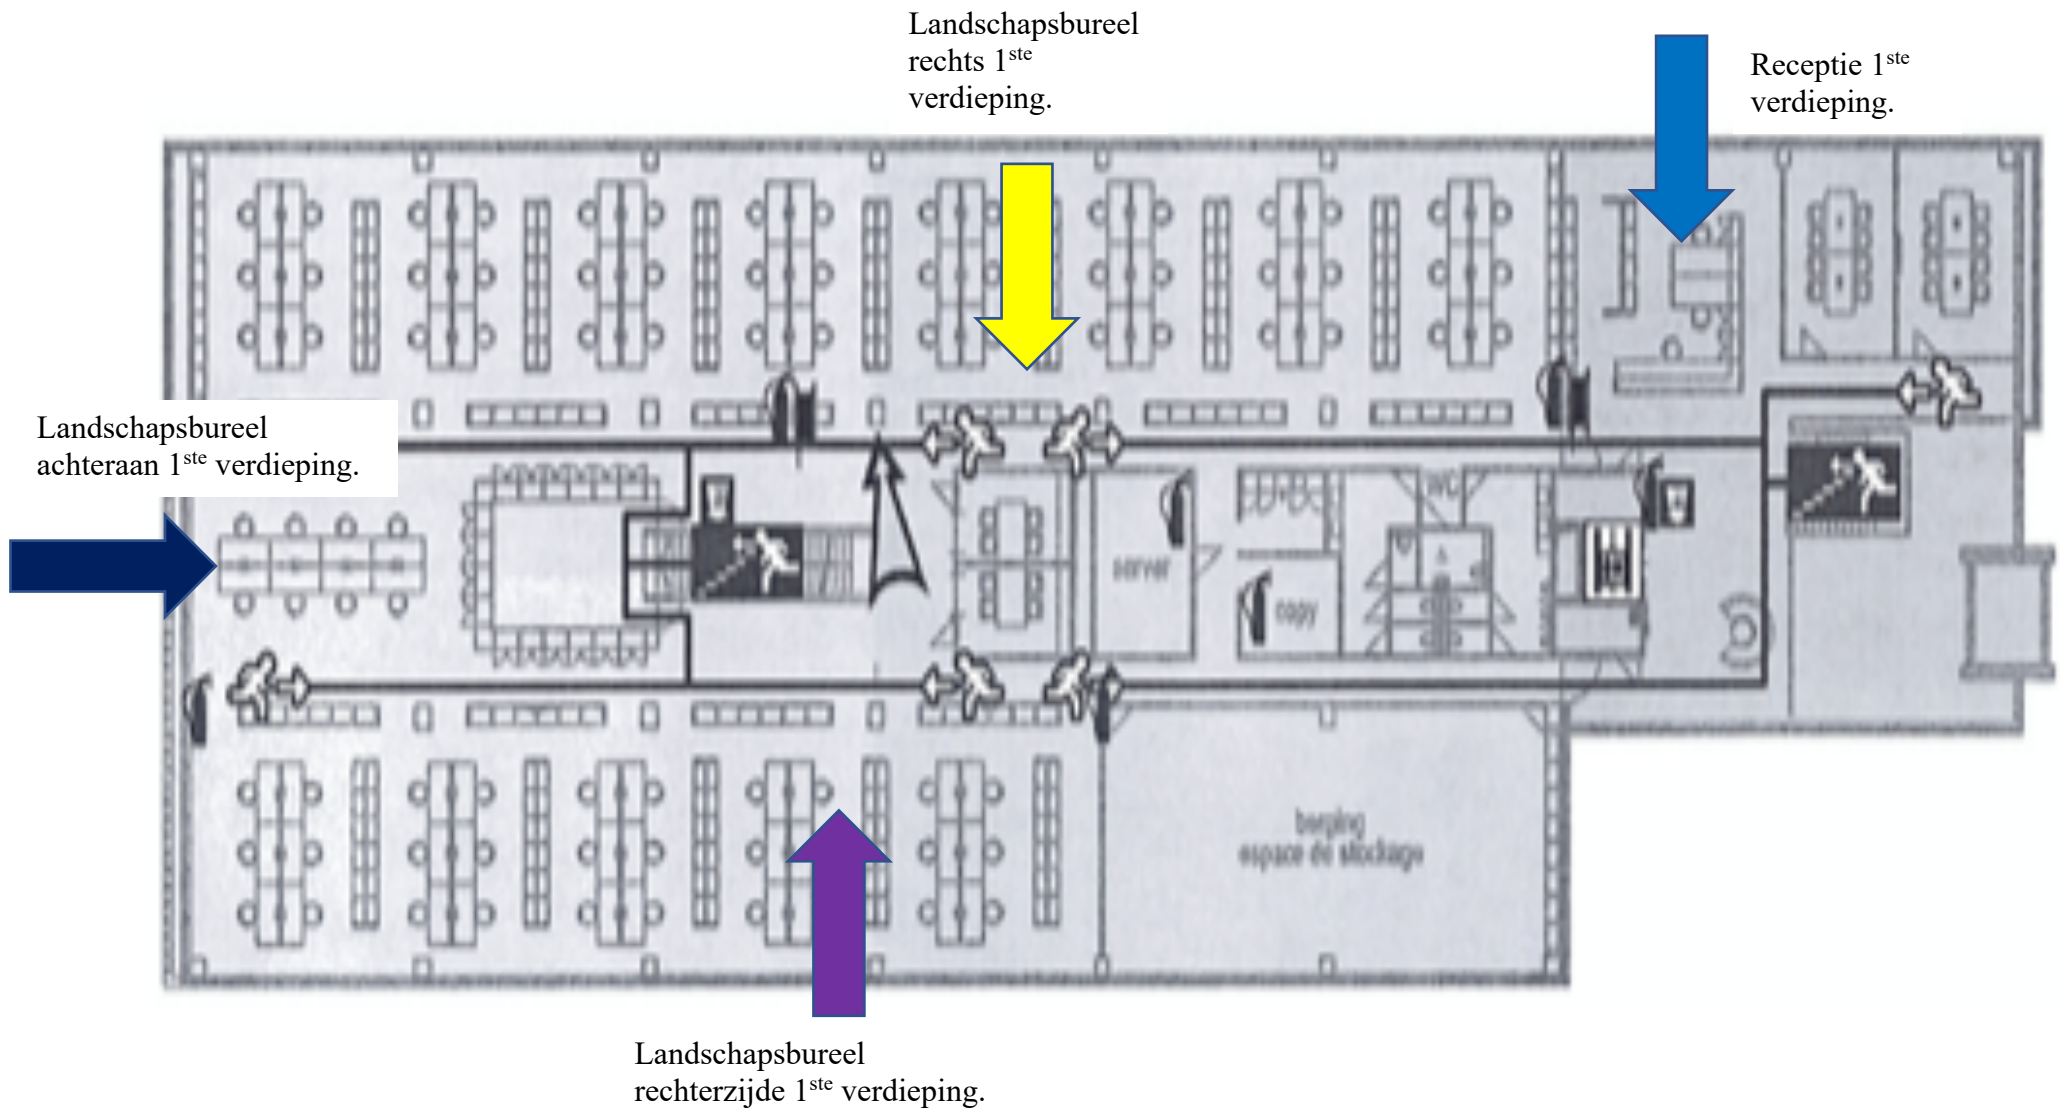 Landschapsbureel
rechts 1ste
verdieping.
Receptie 1ste
verdieping.
Landschapsbureel
achteraan 1ste verdieping.
WC
server
copy
berging
espace de stockage
Landschapsbureel
rechterzijde 1ste verdieping.